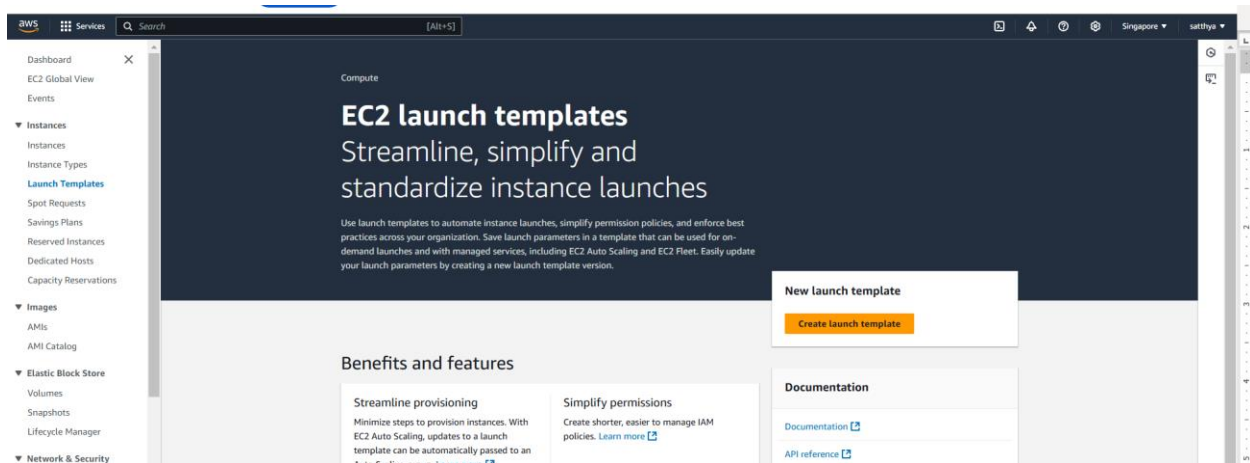 aws
Services
Search
[Alt+S]
Singapore
satthya
Dashboard
EC2 Global View
Events
Instances
Instances
Instance Types
Launch Templates
Spot Requests
Savings Plans
Reserved Instances
Dedicated Hosts
Capacity Reservations
Images
AMIs
AMI Catalog
Elastic Block Store
Volumes
Snapshots
Lifecycle Manager
Network & Security
Compute
EC2 launch templates
Streamline, simplify and
standardize instance launches
Use launch templates to automate instance launches, simplify permission policies, and enforce best
practices across your organization. Save launch parameters in a template that can be used for on-
demand launches and with managed services, including EC2 Auto Scaling and EC2 Fleet. Easily update
your launch parameters by creating a new launch template version.
New launch template
Create launch template
Benefits and features
Streamline provisioning
Minimize steps to provision instances. With
EC2 Auto Scaling, updates to a launch
template can be automatically passed to an
Simplify permissions
Create shorter, easier to manage IAM
policies. Learn more
Documentation
Documentation
API reference